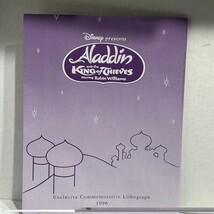 Disney presents
Aladdin
and the
King of Thieves
Starring Robin Williams
Exclusive Commemorative Lithograph
1996